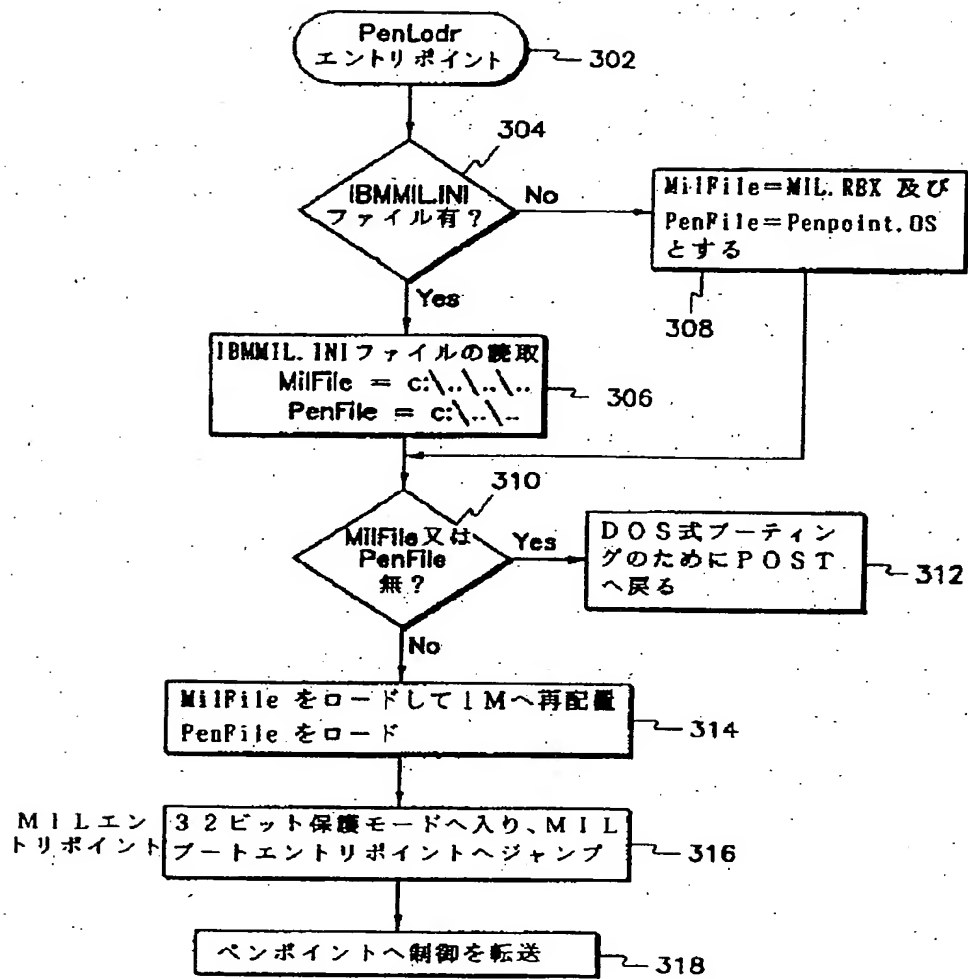 PenLodr
エントリポイント
302
304
IBMMIL.INI
ファイル有?
No
MilFile=MIL.RBX 及び
PenFile=Penpoint.OS
とする
308
Yes
IBMMIL.INIファイルの読取
MilFile = c:\..\..\..
PenFile = c:\..\..
306
310
MilFile又は
PenFile
無?
Yes
DOS式ブーティン
グのためにPOST
へ戻る
312
No
MilFile をロードして1Mへ再配置
PenFile をロード
314
MILエン
トリポイント
32ビット保護モードへ入り、MIL
ブートエントリポイントへジャンプ
316
ペンポイントへ制御を転送
318